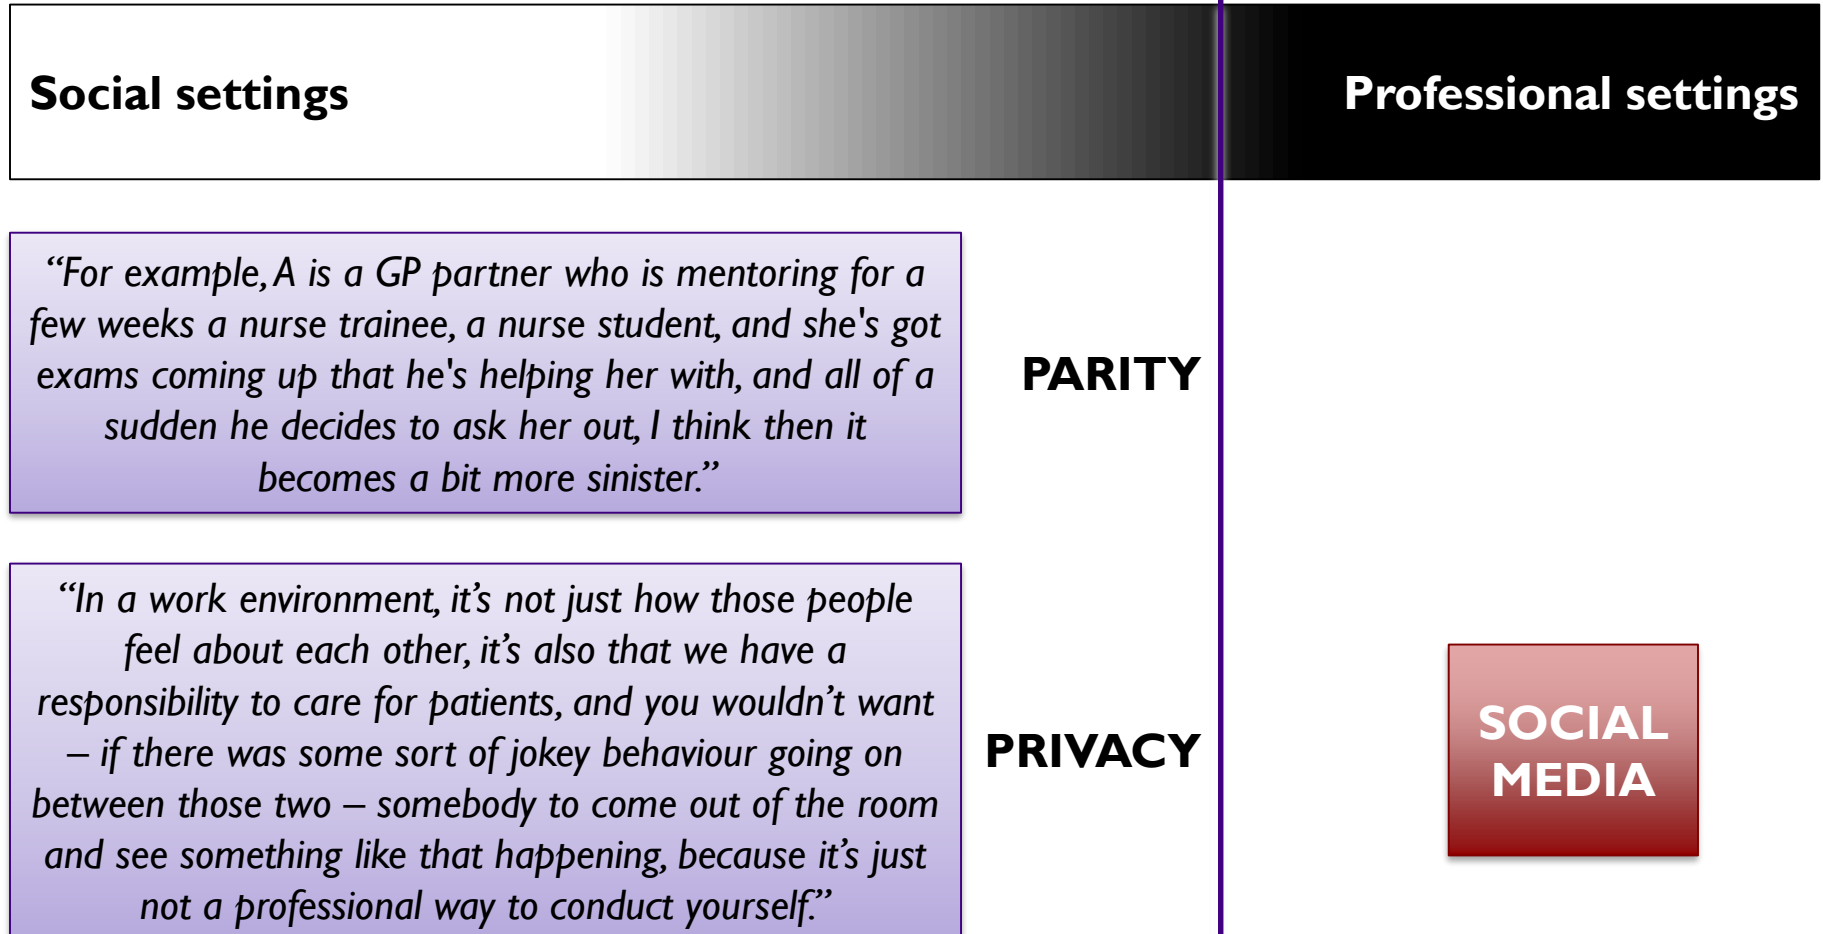 Social settings
Professional settings
“For example, A is a GP partner who is mentoring for a
few weeks a nurse trainee, a nurse student, and she's got
exams coming up that he's helping her with, and all of a
sudden he decides to ask her out, I think then it
becomes a bit more sinister.”
PARITY
“In a work environment, it’s not just how those people
feel about each other, it’s also that we have a
responsibility to care for patients, and you wouldn’t want
– if there was some sort of jokey behaviour going on
between those two – somebody to come out of the room
and see something like that happening, because it’s just
not a professional way to conduct yourself.”
PRIVACY
SOCIAL
MEDIA